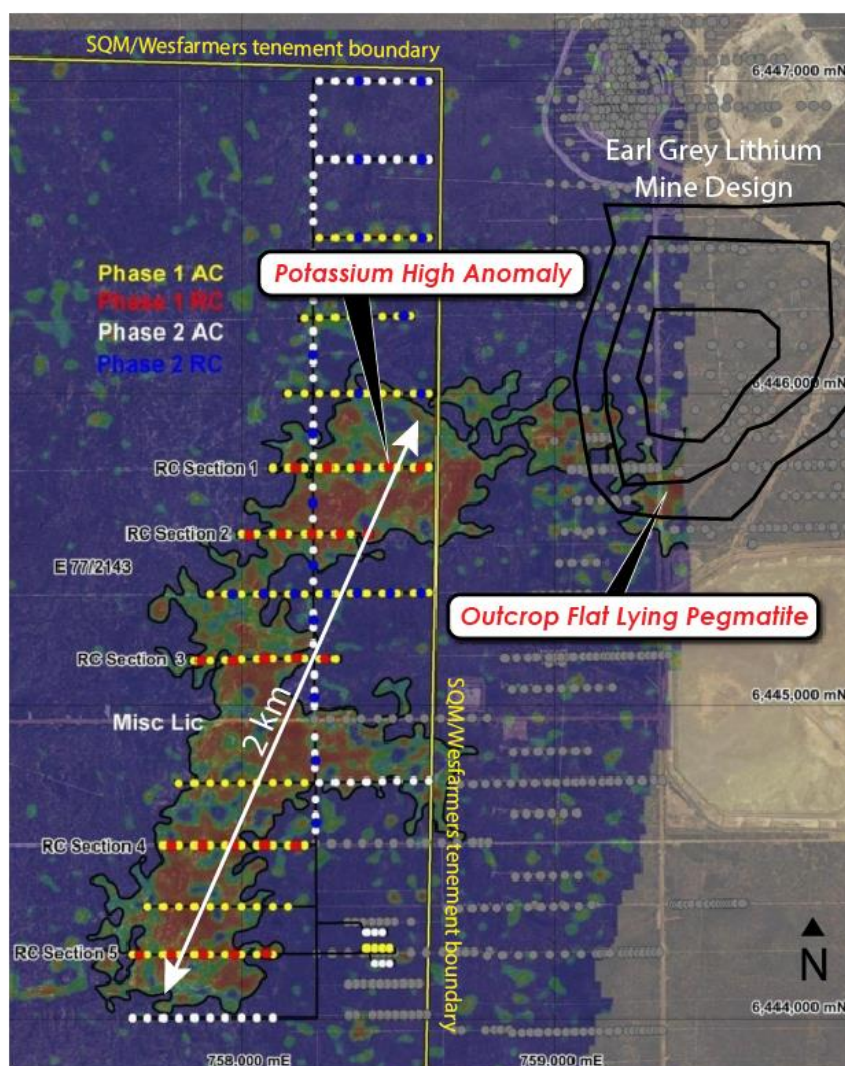 SQM/Wesfarmers tenement boundary
6,447,000 mN
Earl Grey Lithium
Mine Design
Potassium High Anomaly
Phase 1 AC
Phase 1 RC
Phase 2 AC
Phase 2 RC
6,446,000 mN
RC Section 1
RC Section 2
E 77/2143
Outcrop Flat Lying Pegmatite
RC Section 3
SQM/Wesfarmers tenement boundary
6,445,000 mN
Misc Lic
2 km
RC Section 4
RC Section 5
N
6,444,000 mN
758,000 mE
759,000 mE